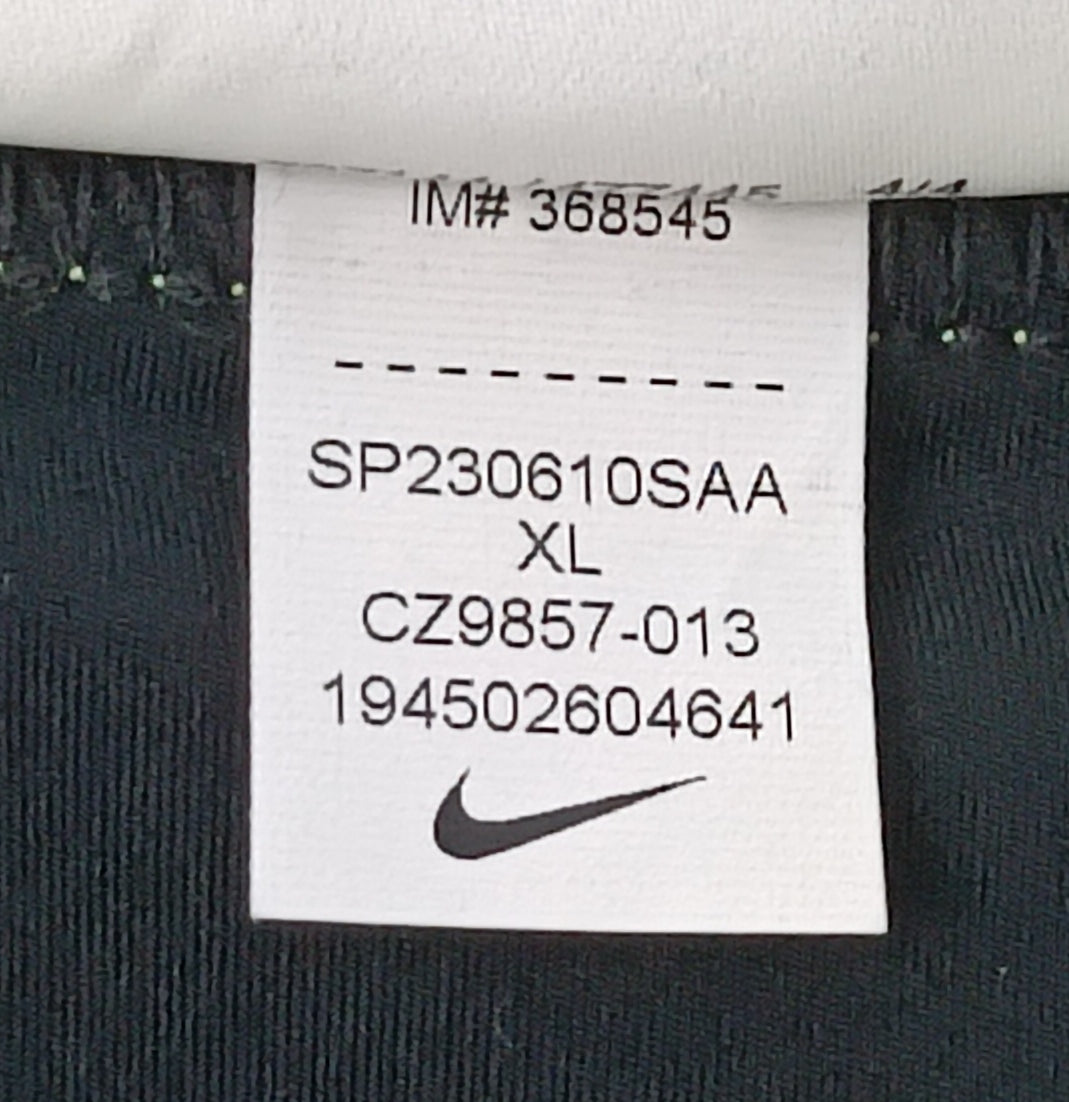 IM# 368545
- - - - - - - - -
SP230610SAA
XL
CZ9857-013
194502604641